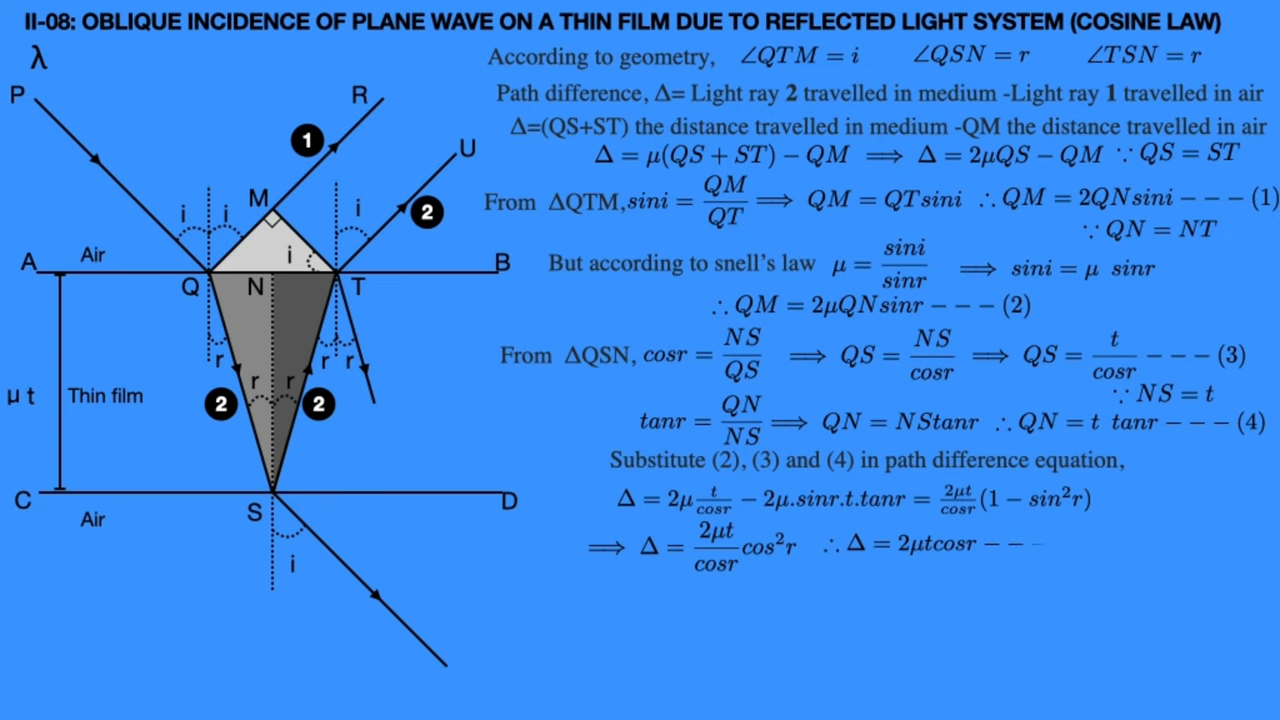 II-08: OBLIQUE INCIDENCE OF PLANE WAVE ON A THIN FILM DUE TO REFLECTED LIGHT SYSTEM (COSINE LAW)
λ
According to geometry, ∠QTM = i ∠QSN = r ∠TSN = r
P R
Path difference, Δ= Light ray 2 travelled in medium -Light ray 1 travelled in air
1 U
Δ=(QS+ST) the distance travelled in medium -QM the distance travelled in air
Δ = μ(QS + ST) − QM ⟹ Δ = 2μQS − QM ∵ QS = ST
M
i i i 2
From ΔQTM, sini = QM/QT ⟹ QM = QTsini ∴ QM = 2QNsini − − − (1)
∵ QN = NT
A Air i B
But according to snell's law μ = sini/sinr ⟹ sini = μ sinr
Q N T
∴ QM = 2μQNsinr − − − (2)
r r r
From ΔQSN, cosr = NS/QS ⟹ QS = NS/cosr ⟹ QS = t/cosr − − − (3)
r r
∵ NS = t
μ t Thin film 2 2
tanr = QN/NS ⟹ QN = NStanr ∴ QN = t tanr − − − (4)
Substitute (2), (3) and (4) in path difference equation,
C S D
Δ = 2μ t/cosr − 2μ.sinr.t.tanr = 2μt/cosr (1 − sin²r)
Air
⟹ Δ = 2μt/cosr cos²r ∴ Δ = 2μtcosr − − −
i